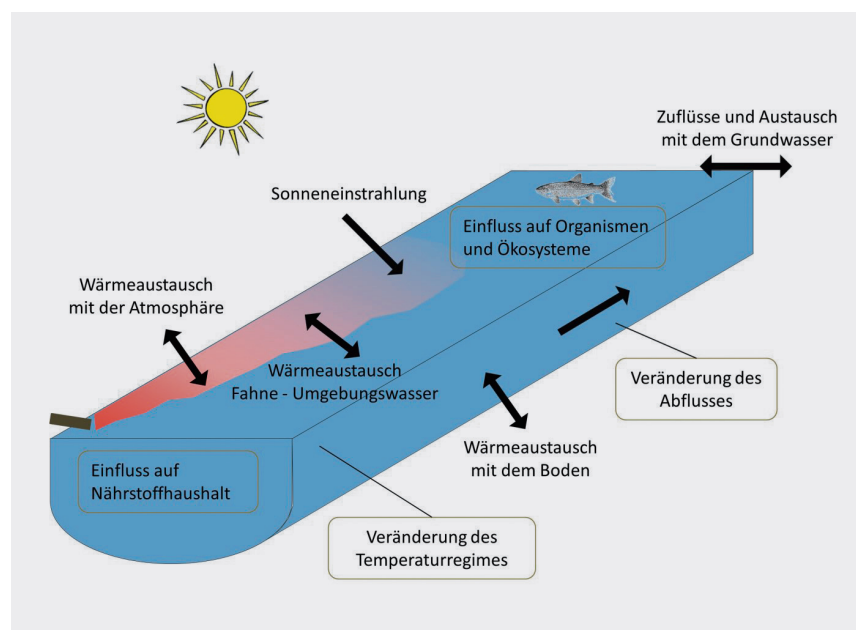 Zuflüsse und Austausch
mit dem Grundwasser
Sonneneinstrahlung
Einfluss auf Organismen
und Ökosysteme
Wärmeaustausch
mit der Atmosphäre
Wärmeaustausch
Fahne - Umgebungswasser
Veränderung des
Abflusses
Wärmeaustausch
mit dem Boden
Einfluss auf
Nährstoffhaushalt
Veränderung des
Temperaturregimes